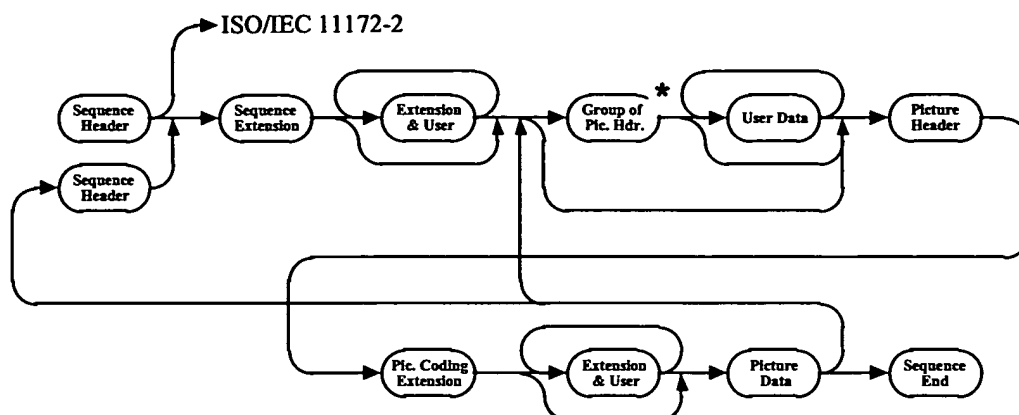 ISO/IEC 11172-2
Sequence
Header
Sequence
Extension
Extension
& User
Group of
Pic. Hdr.
*
User Data
Picture
Header
Sequence
Header
Pic. Coding
Extension
Extension
& User
Picture
Data
Sequence
End